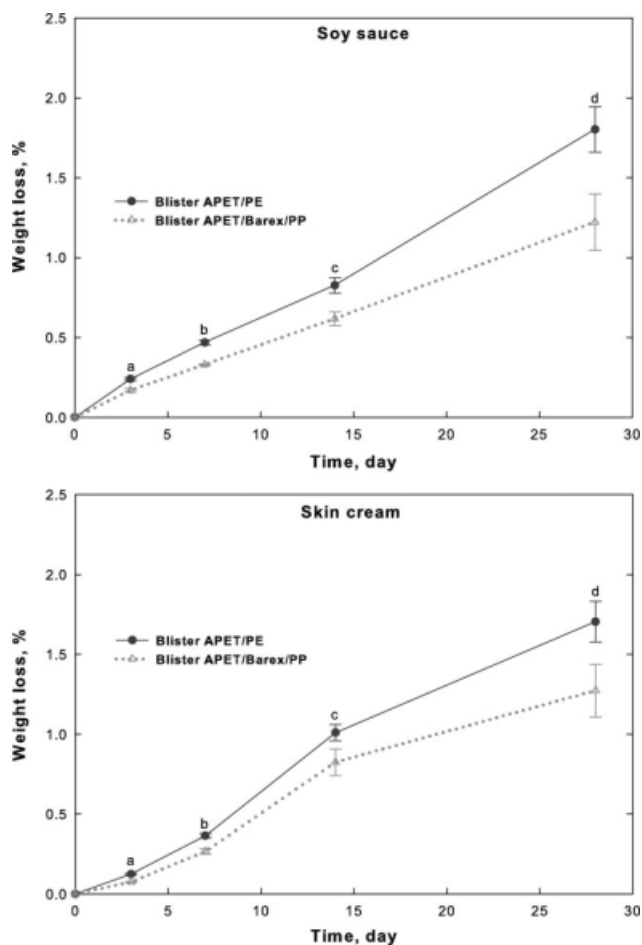 Soy sauce
Weight loss, %
2.5
2.0
1.5
1.0
0.5
0.0
Blister APET/PE
Blister APET/Barex/PP
a
b
c
d
0 5 10 15 20 25 30
Time, day
Skin cream
Weight loss, %
2.5
2.0
1.5
1.0
0.5
0.0
Blister APET/PE
Blister APET/Barex/PP
a
b
c
d
0 5 10 15 20 25 30
Time, day